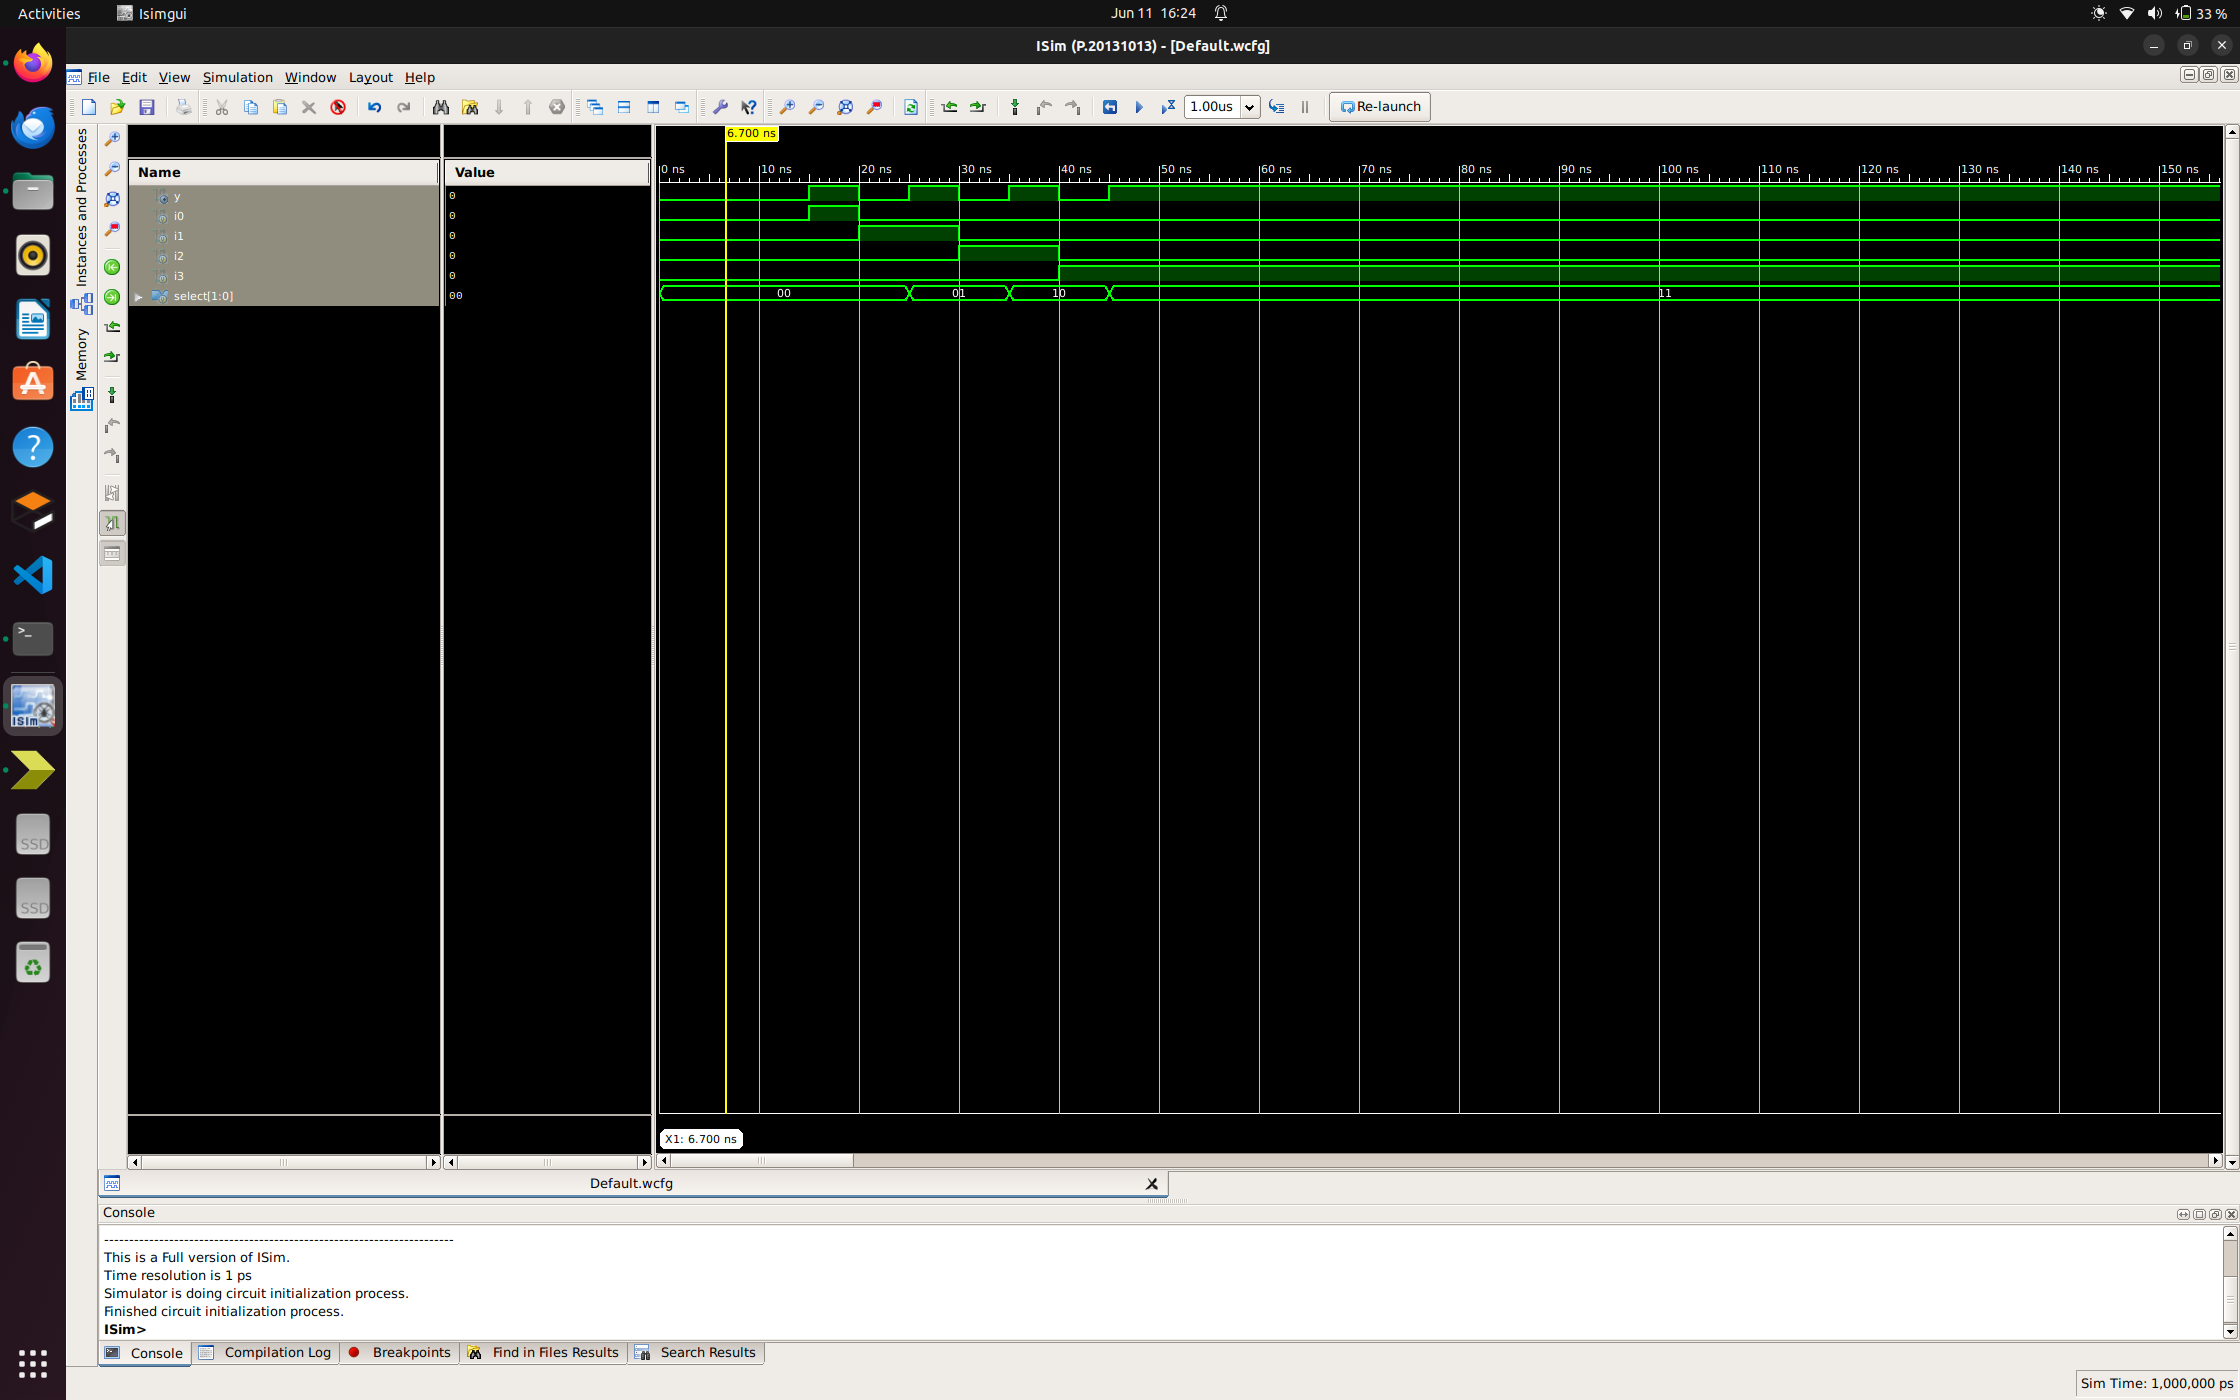 Activities
Isimgui
Jun 11 16:24
33 %
ISim (P.20131013) - [Default.wcfg]
File Edit View Simulation Window Layout Help
1.00us
Re-launch
Instances and Processes
Memory
6.700 ns
Name
Value
0 ns 10 ns 20 ns 30 ns 40 ns 50 ns 60 ns 70 ns 80 ns 90 ns 100 ns 110 ns 120 ns 130 ns 140 ns 150 ns
y 0
i0 0
i1 0
i2 0
i3 0
select[1:0] 00 00 01 10 11
X1: 6.700 ns
ISim
SSD
SSD
Default.wcfg
Console
----------------------------------------------------------------------
This is a Full version of ISim.
Time resolution is 1 ps
Simulator is doing circuit initialization process.
Finished circuit initialization process.
ISim>
Console Compilation Log Breakpoints Find in Files Results Search Results
Sim Time: 1,000,000 ps